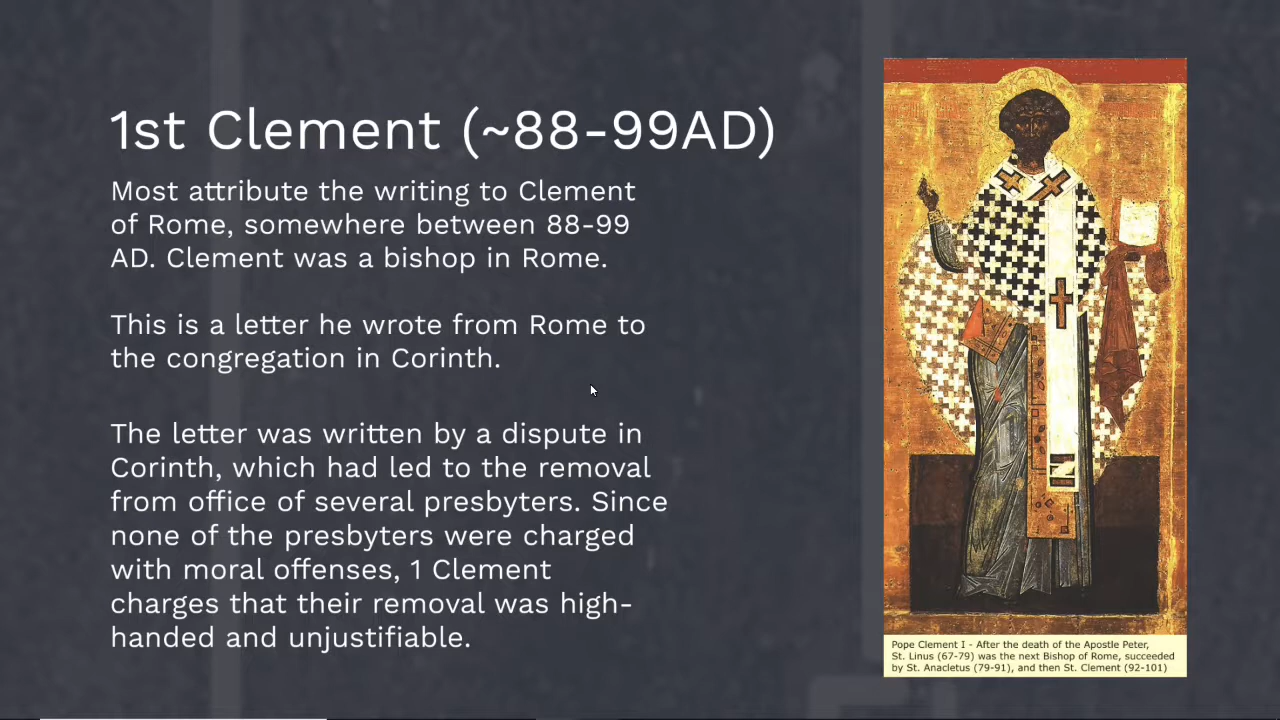 1st Clement (~88-99AD)
Most attribute the writing to Clement
of Rome, somewhere between 88-99
AD. Clement was a bishop in Rome.
This is a letter he wrote from Rome to
the congregation in Corinth.
The letter was written by a dispute in
Corinth, which had led to the removal
from office of several presbyters. Since
none of the presbyters were charged
with moral offenses, 1 Clement
charges that their removal was high-
handed and unjustifiable.
Pope Clement I - After the death of the Apostle Peter,
St. Linus (67-79) was the next Bishop of Rome, succeeded
by St. Anacletus (79-91), and then St. Clement (92-101)